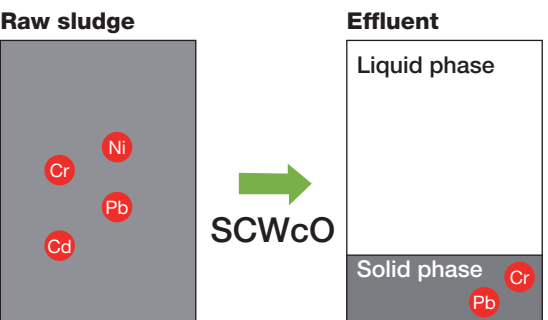 Raw sludge
Ni
Cr
Pb
Cd
SCWcO
Effluent
Liquid phase
Solid phase
Cr
Pb